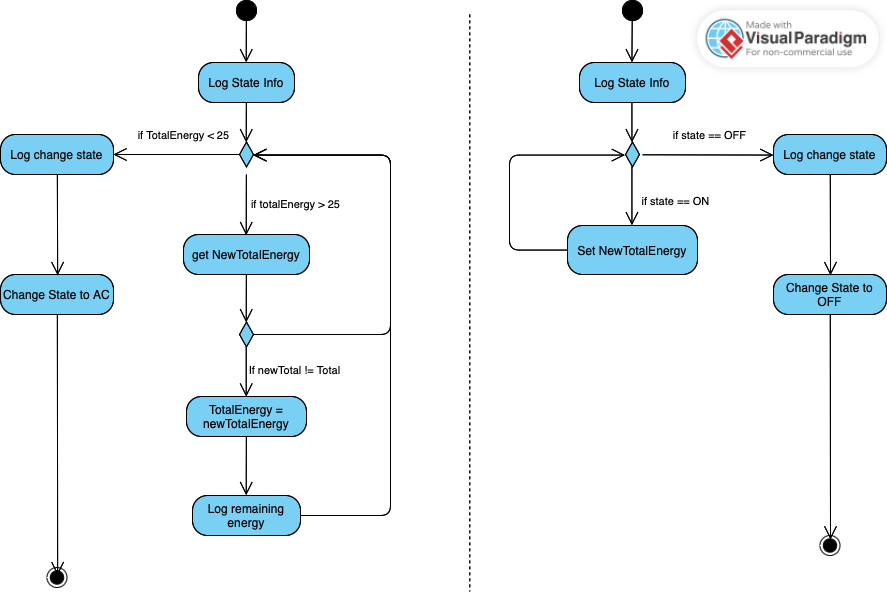 Made with
VisualParadigm
For non-commercial use
Log State Info
if TotalEnergy < 25
Log change state
if totalEnergy > 25
get NewTotalEnergy
Change State to AC
If newTotal != Total
TotalEnergy =
newTotalEnergy
Log remaining
energy
Log State Info
if state == OFF
Log change state
if state == ON
Set NewTotalEnergy
Change State to
OFF